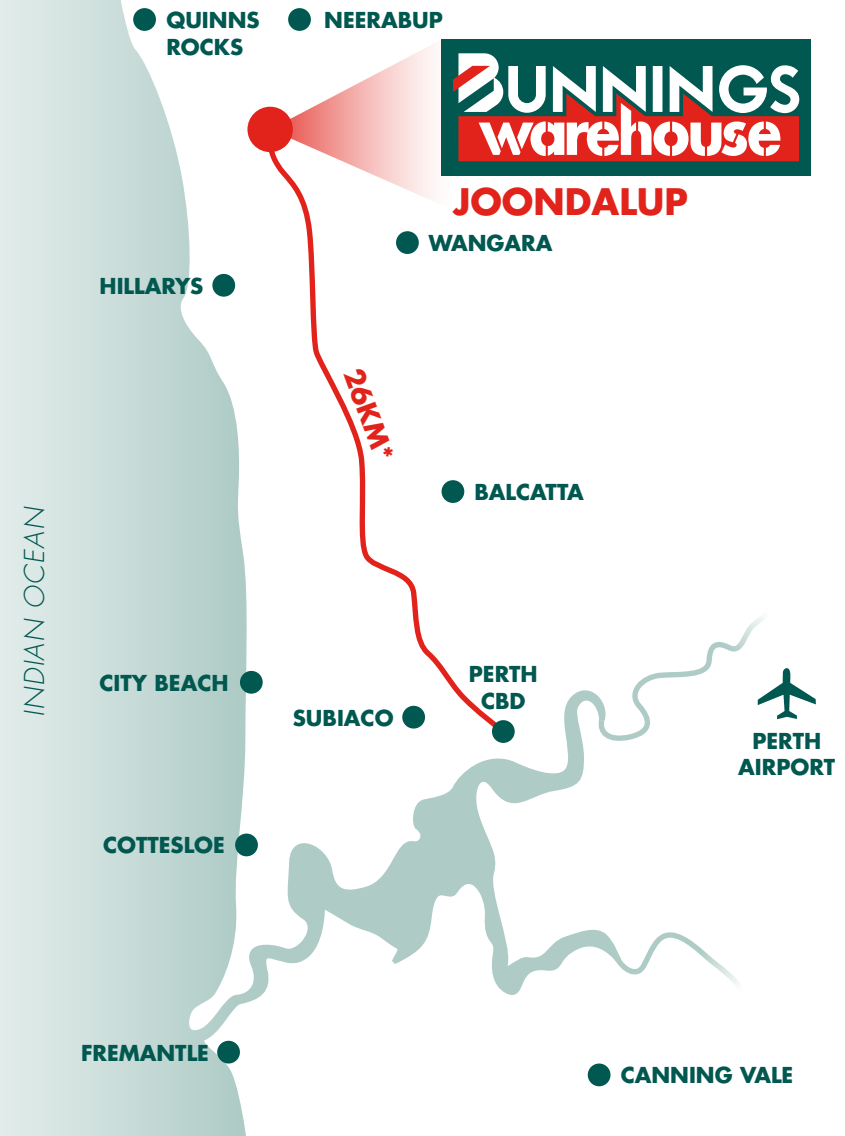 QUINNS
ROCKS
NEERABUP
BUNNINGS
warehouse
JOONDALUP
WANGARA
HILLARYS
26KM*
BALCATTA
INDIAN OCEAN
PERTH
CBD
CITY BEACH
SUBIACO
PERTH
AIRPORT
COTTESLOE
FREMANTLE
CANNING VALE